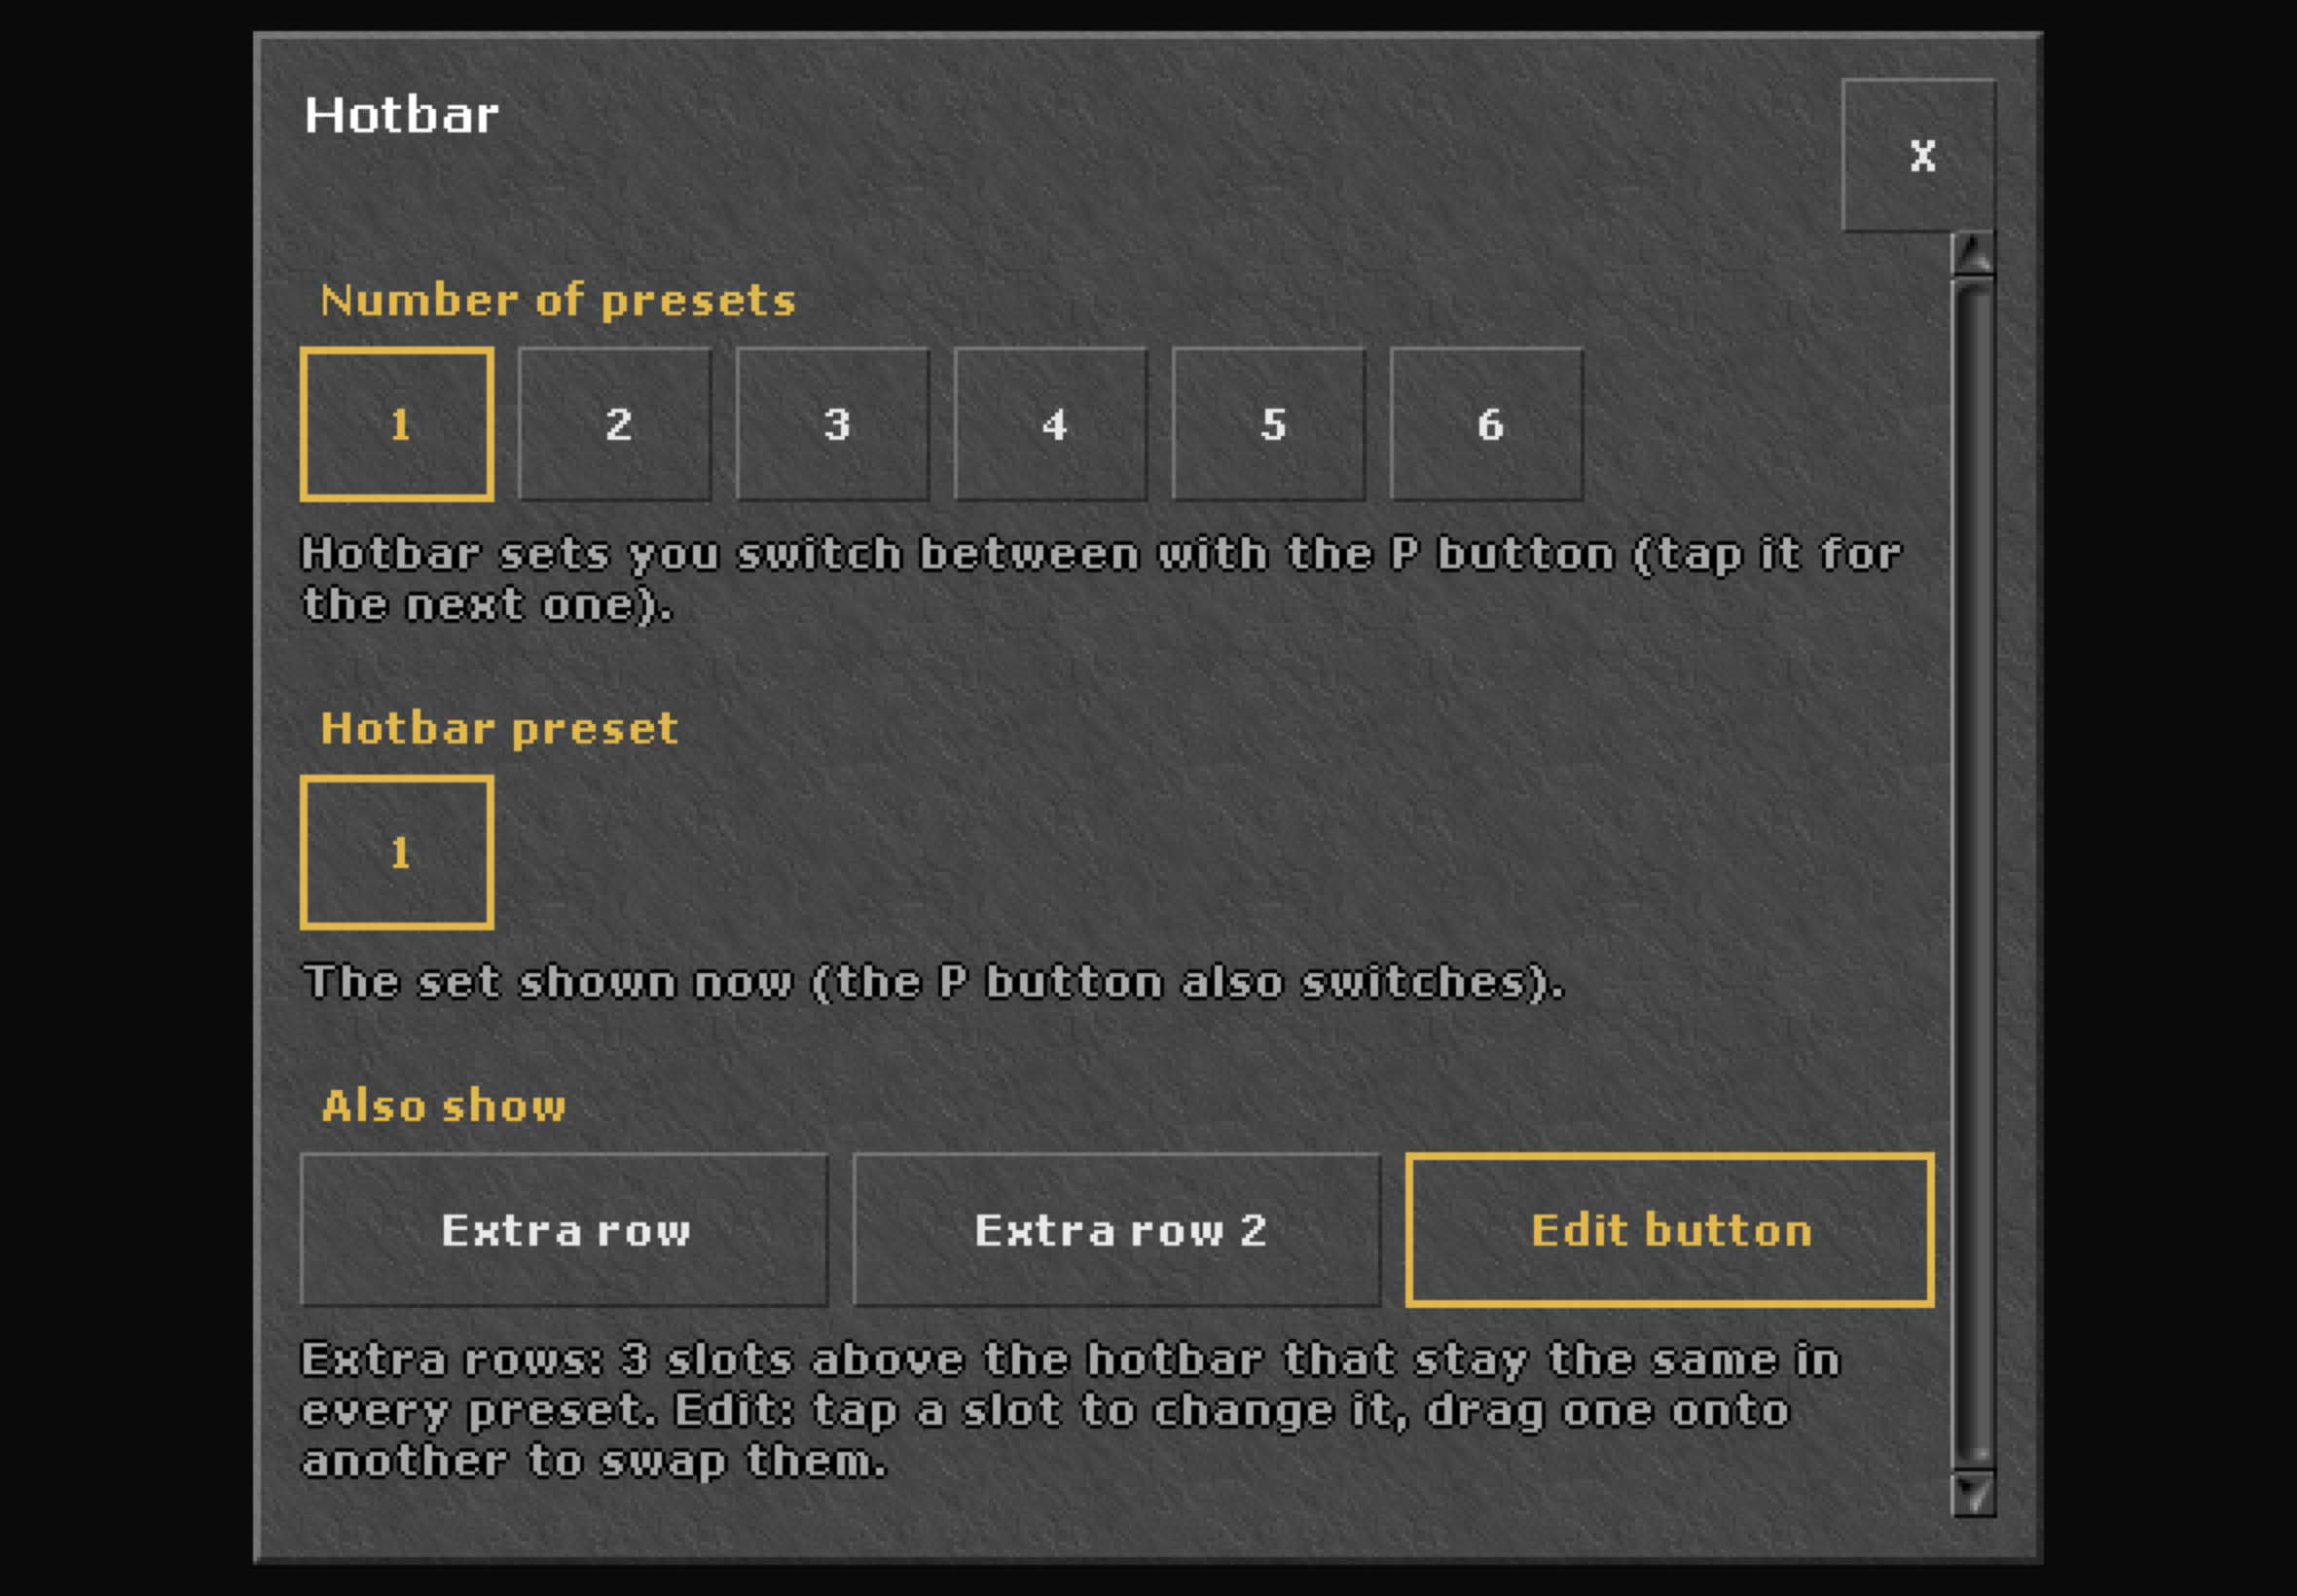 Hotbar
X
Number of presets
1 2 3 4 5 6
Hotbar sets you switch between with the P button (tap it for
the next one).
Hotbar preset
1
The set shown now (the P button also switches).
Also show
Extra row Extra row 2 Edit button
Extra rows: 3 slots above the hotbar that stay the same in
every preset. Edit: tap a slot to change it, drag one onto
another to swap them.